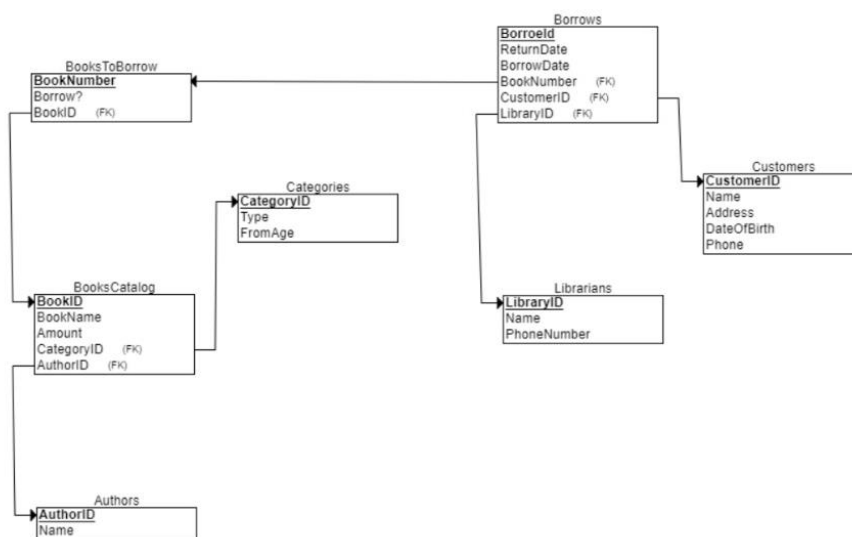 Borrows
BorroeId
ReturnDate
BorrowDate
BookNumber (FK)
CustomerID (FK)
LibraryID (FK)
BooksToBorrow
BookNumber
Borrow?
BookID (FK)
Customers
CustomerID
Name
Address
DateOfBirth
Phone
Categories
CategoryID
Type
FromAge
BooksCatalog
BookID
BookName
Amount
CategoryID (FK)
AuthorID (FK)
Librarians
LibraryID
Name
PhoneNumber
Authors
AuthorID
Name